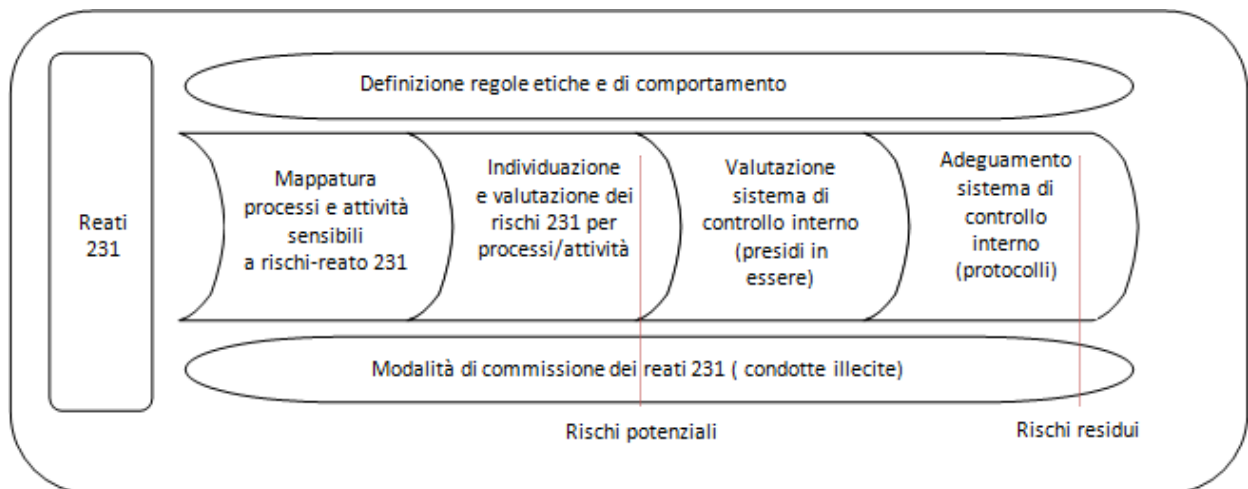 Definizione regole etiche e di comportamento
Reati
231
Mappatura
processi e attività
sensibili
a rischi-reato 231
Individuazione
e valutazione dei
rischi 231 per
processi/attività
Valutazione
sistema di
controllo interno
(presidi in
essere)
Adeguamento
sistema di
controllo
interno
(protocolli)
Modalità di commissione dei reati 231 ( condotte illecite)
Rischi potenziali
Rischi residui